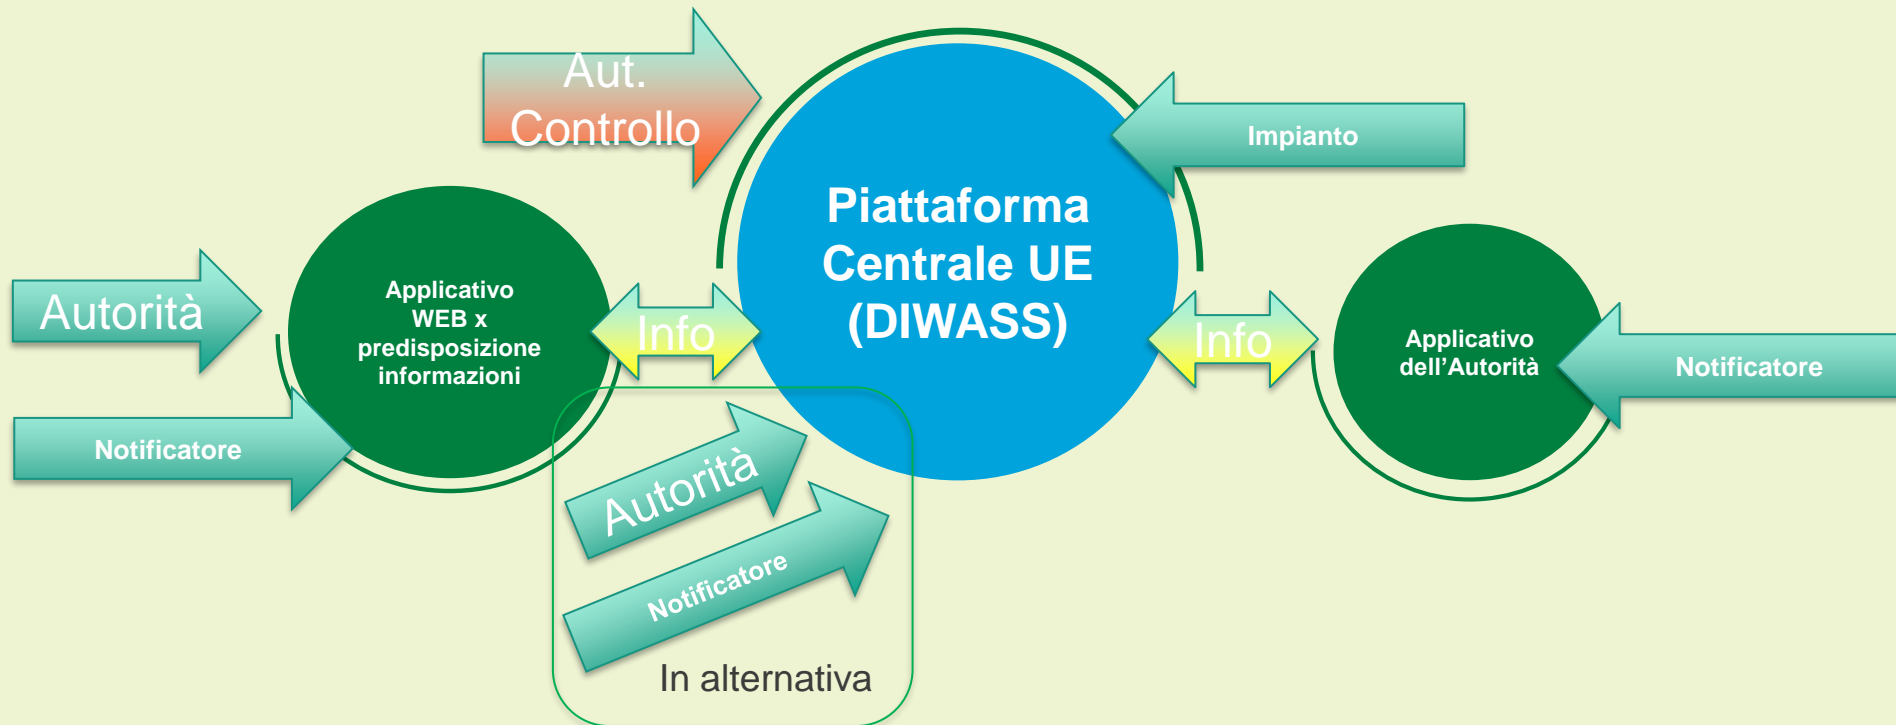 Aut.
Controllo
Impianto
Piattaforma
Centrale UE
(DIWASS)
Autorità
Applicativo
WEB x
predisposizione
informazioni
Info
Info
Applicativo
dell'Autorità
Notificatore
Notificatore
Autorità
Notificatore
In alternativa